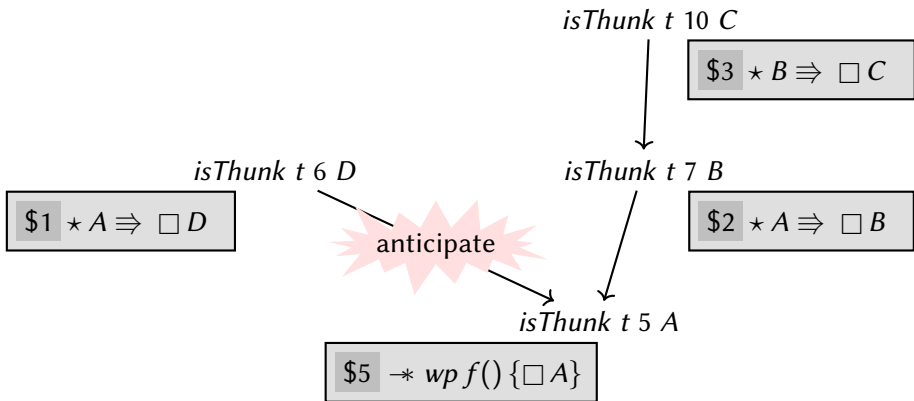 isThunk t 10 C
$3 ⋆ B ⇛ □ C
isThunk t 6 D
isThunk t 7 B
$1 ⋆ A ⇛ □ D
$2 ⋆ A ⇛ □ B
anticipate
isThunk t 5 A
$5 -∗ wp f() {□ A}